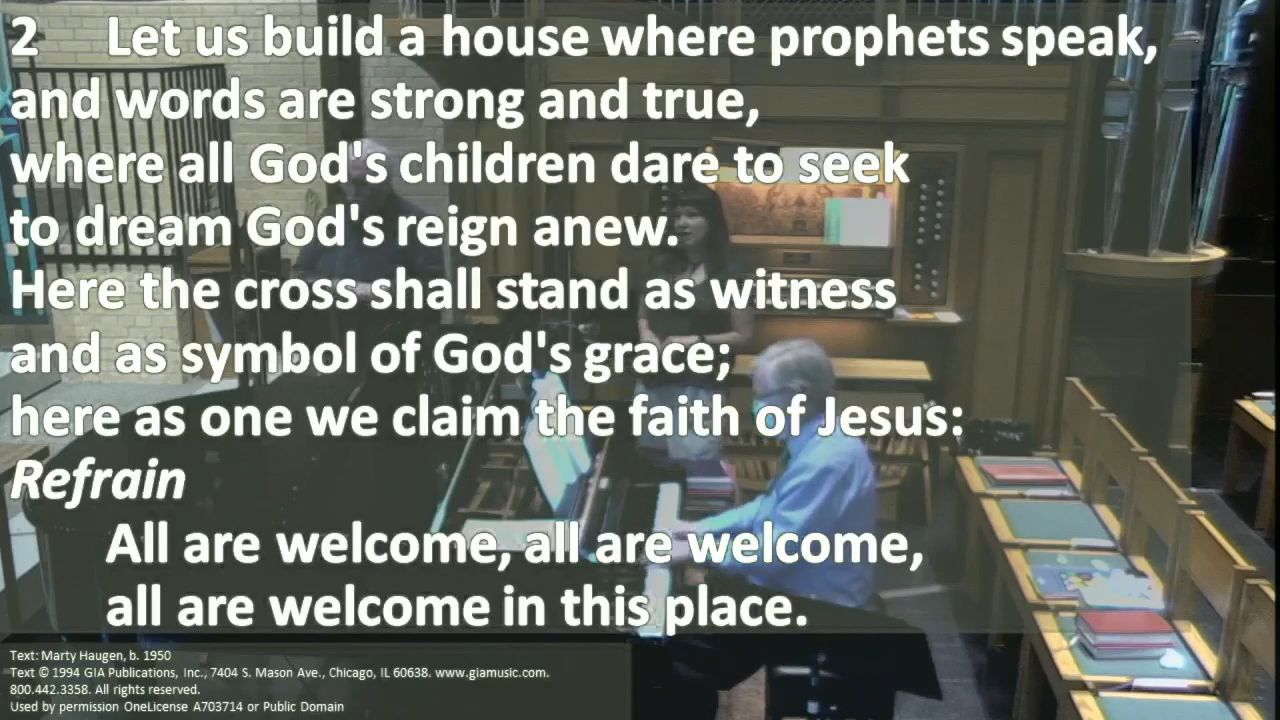 2 Let us build a house where prophets speak,
and words are strong and true,
where all God's children dare to seek
to dream God's reign anew.
Here the cross shall stand as witness
and as symbol of God's grace;
here as one we claim the faith of Jesus:
Refrain
All are welcome, all are welcome,
all are welcome in this place.
Text: Marty Haugen, b. 1950
Text © 1994 GIA Publications, Inc., 7404 S. Mason Ave., Chicago, IL 60638. www.giamusic.com.
800.442.3358. All rights reserved.
Used by permission OneLicense A703714 or Public Domain